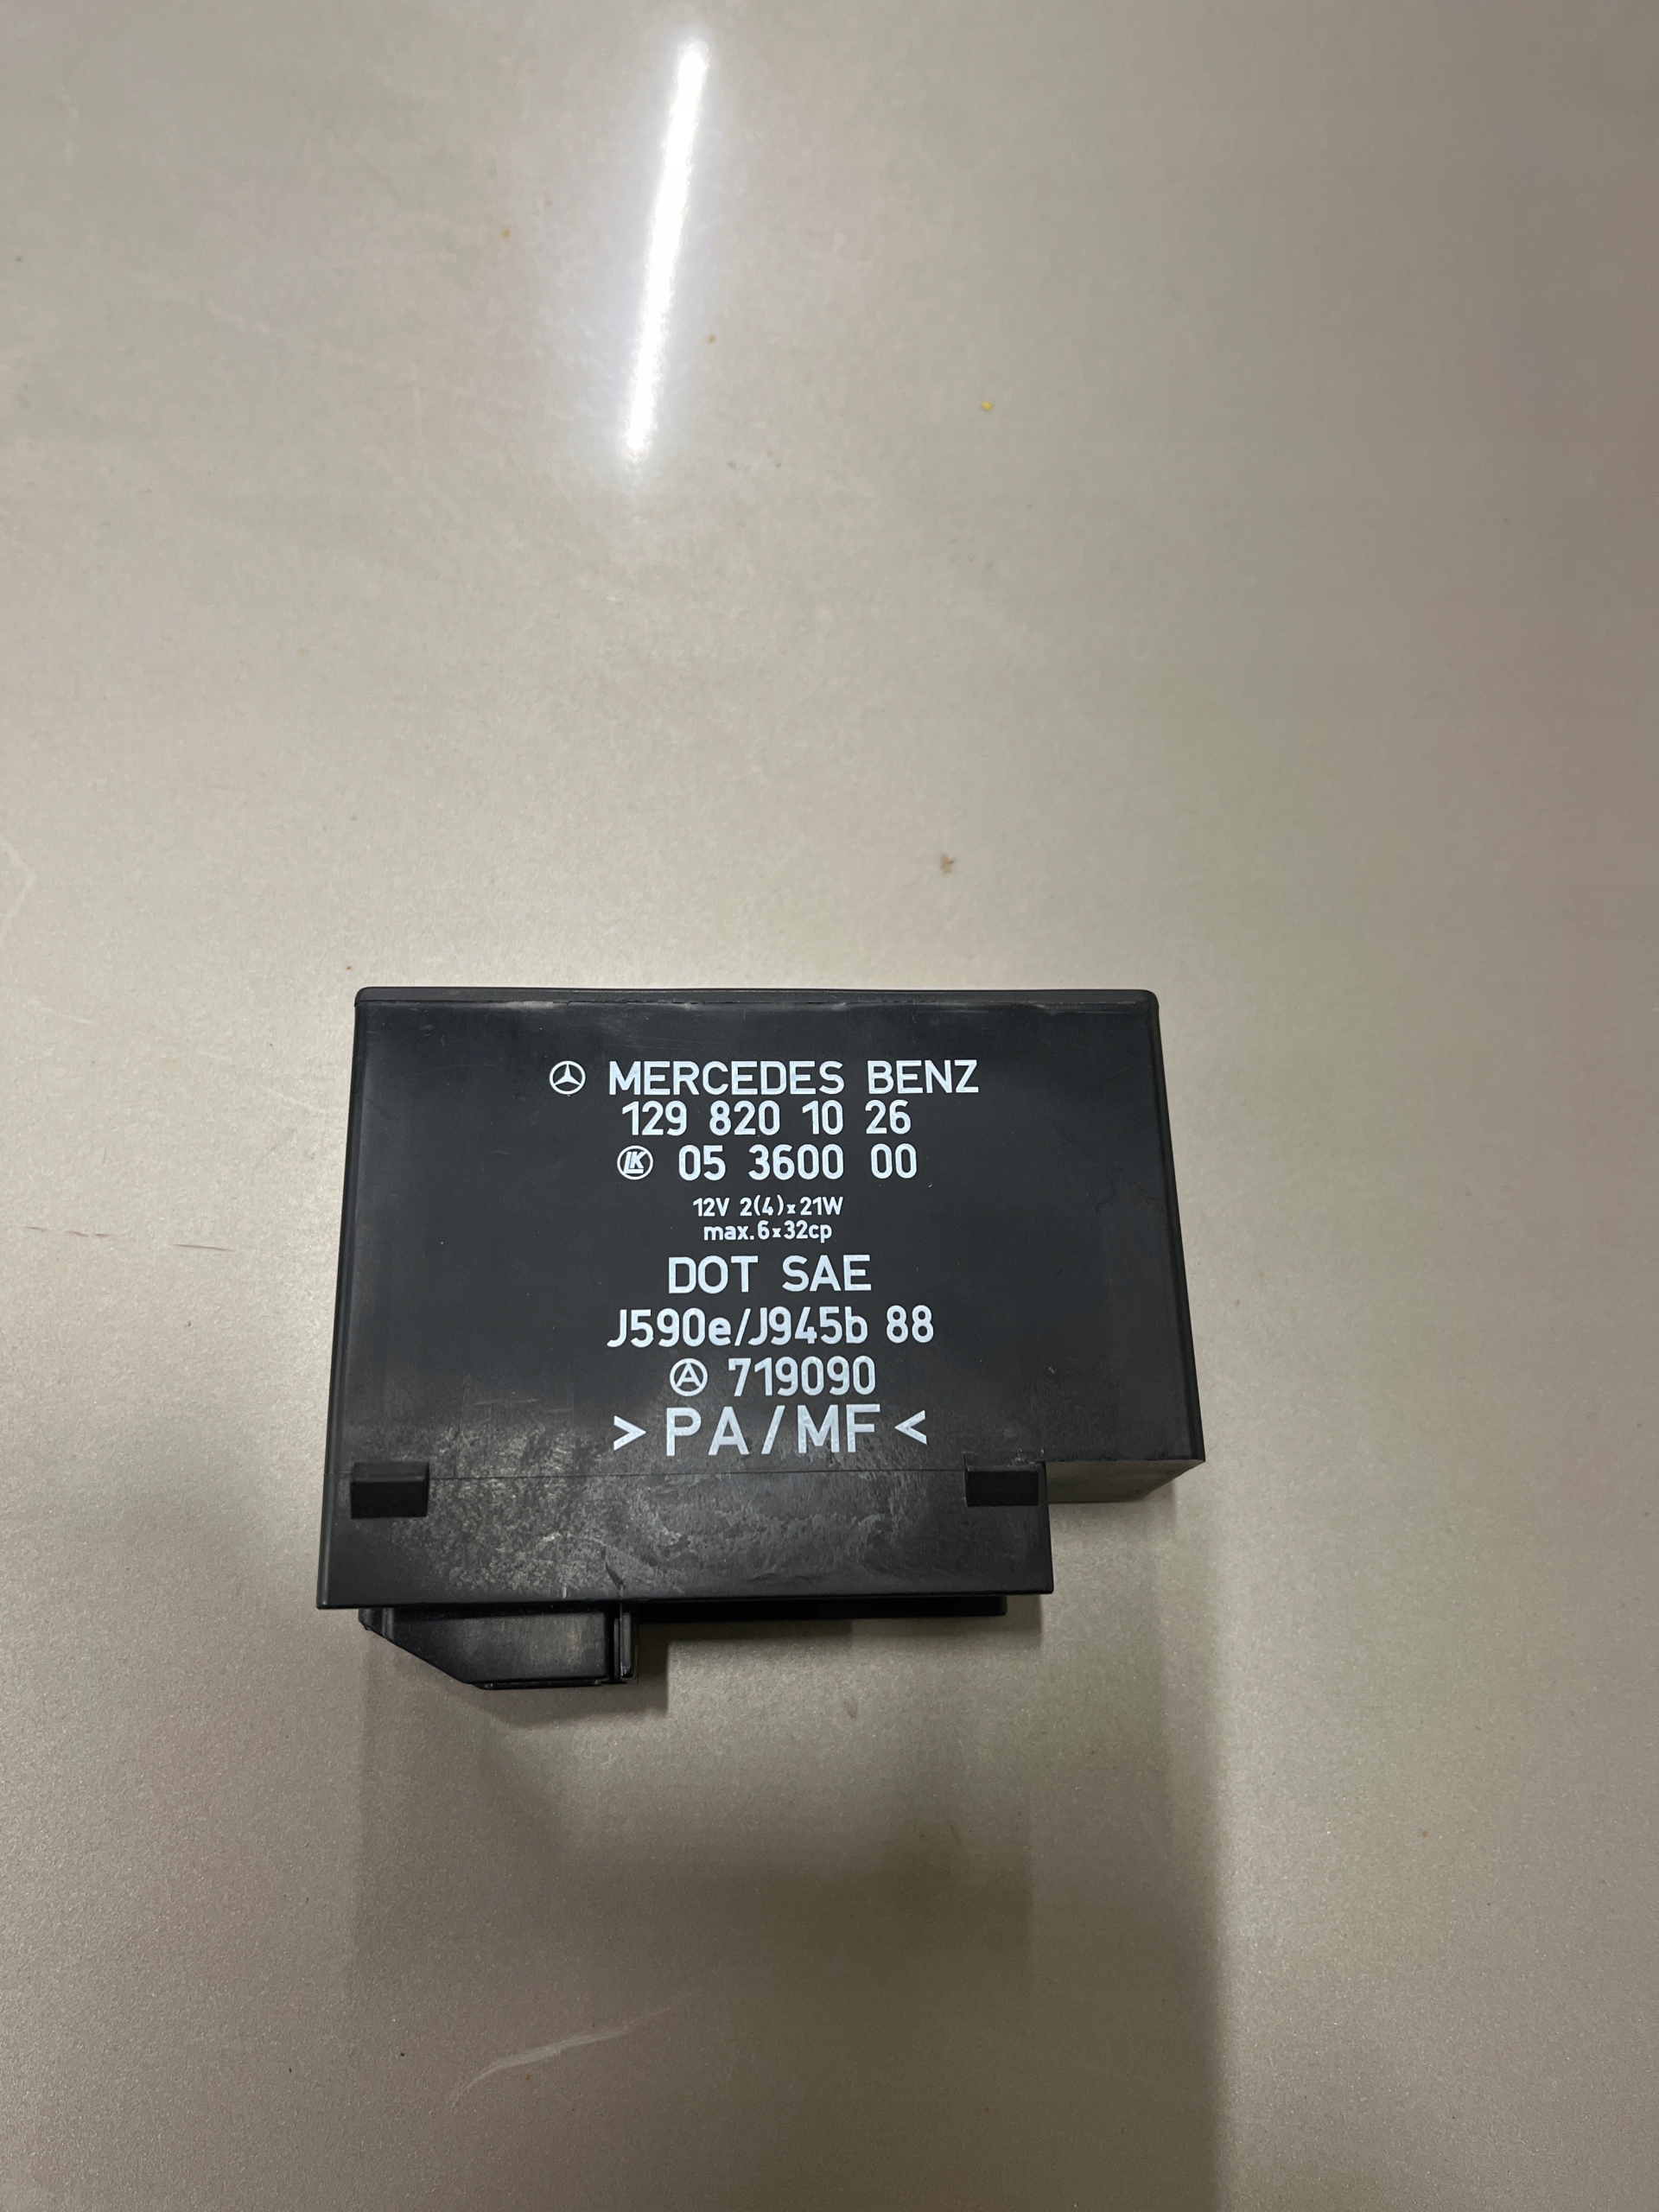 MERCEDES BENZ
129 820 10 26
LK 05 3600 00
12V 2(4)x21W
max.6x32cp
DOT SAE
J590e/J945b 88
A 719090
>PA/MF<